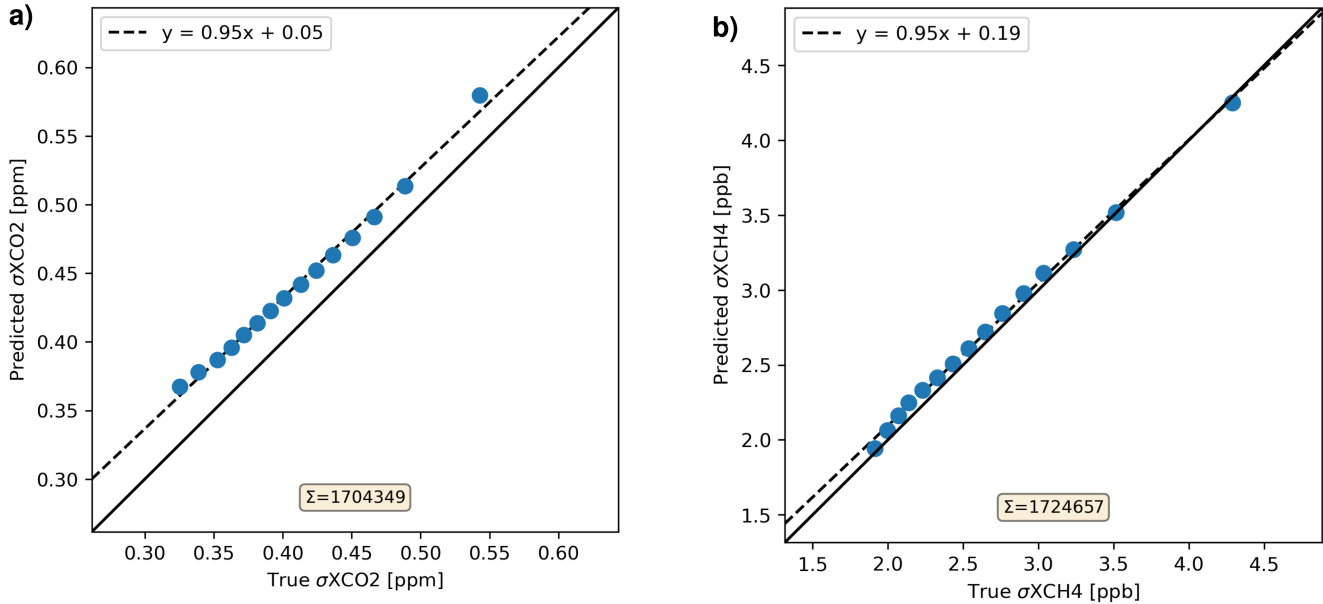 a)
y = 0.95x + 0.05
0.60
0.55
0.50
0.45
0.40
0.35
0.30
Predicted σXCO2 [ppm]
Σ=1704349
0.30 0.35 0.40 0.45 0.50 0.55 0.60
True σXCO2 [ppm]
b)
y = 0.95x + 0.19
4.5
4.0
3.5
3.0
2.5
2.0
1.5
Predicted σXCH4 [ppb]
Σ=1724657
1.5 2.0 2.5 3.0 3.5 4.0 4.5
True σXCH4 [ppb]